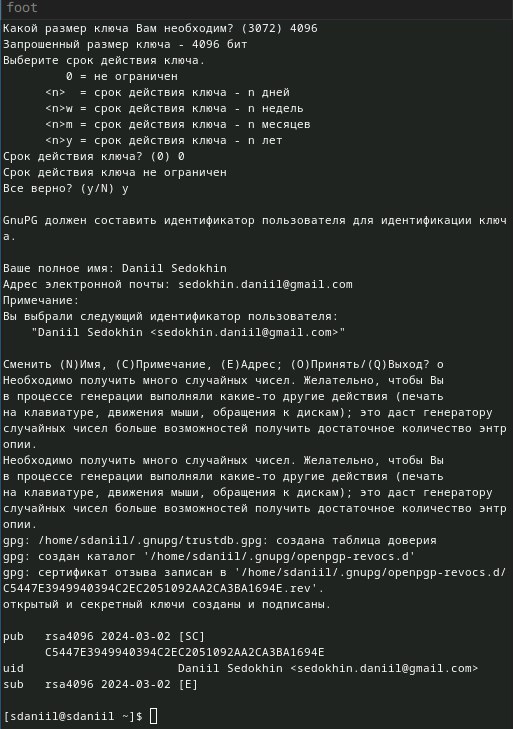 foot
Какой размер ключа Вам необходим? (3072) 4096
Запрошенный размер ключа - 4096 бит
Выберите срок действия ключа.
         0 = не ограничен
      <n>  = срок действия ключа - n дней
      <n>w = срок действия ключа - n недель
      <n>m = срок действия ключа - n месяцев
      <n>y = срок действия ключа - n лет
Срок действия ключа? (0) 0
Срок действия ключа не ограничен
Все верно? (y/N) y
GnuPG должен составить идентификатор пользователя для идентификации ключ
а.
Ваше полное имя: Daniil Sedokhin
Адрес электронной почты: sedokhin.daniil@gmail.com
Примечание:
Вы выбрали следующий идентификатор пользователя:
    "Daniil Sedokhin <sedokhin.daniil@gmail.com>"
Сменить (N)Имя, (C)Примечание, (E)Адрес; (O)Принять/(Q)Выход? o
Необходимо получить много случайных чисел. Желательно, чтобы Вы
в процессе генерации выполняли какие-то другие действия (печать
на клавиатуре, движения мыши, обращения к дискам); это даст генератору
случайных чисел больше возможностей получить достаточное количество энтр
опии.
Необходимо получить много случайных чисел. Желательно, чтобы Вы
в процессе генерации выполняли какие-то другие действия (печать
на клавиатуре, движения мыши, обращения к дискам); это даст генератору
случайных чисел больше возможностей получить достаточное количество энтр
опии.
gpg: /home/sdaniil/.gnupg/trustdb.gpg: создана таблица доверия
gpg: создан каталог '/home/sdaniil/.gnupg/openpgp-revocs.d'
gpg: сертификат отзыва записан в '/home/sdaniil/.gnupg/openpgp-revocs.d/
C5447E3949940394C2EC2051092AA2CA3BA1694E.rev'.
открытый и секретный ключи созданы и подписаны.
pub   rsa4096 2024-03-02 [SC]
      C5447E3949940394C2EC2051092AA2CA3BA1694E
uid                      Daniil Sedokhin <sedokhin.daniil@gmail.com>
sub   rsa4096 2024-03-02 [E]
[sdaniil@sdaniil ~]$